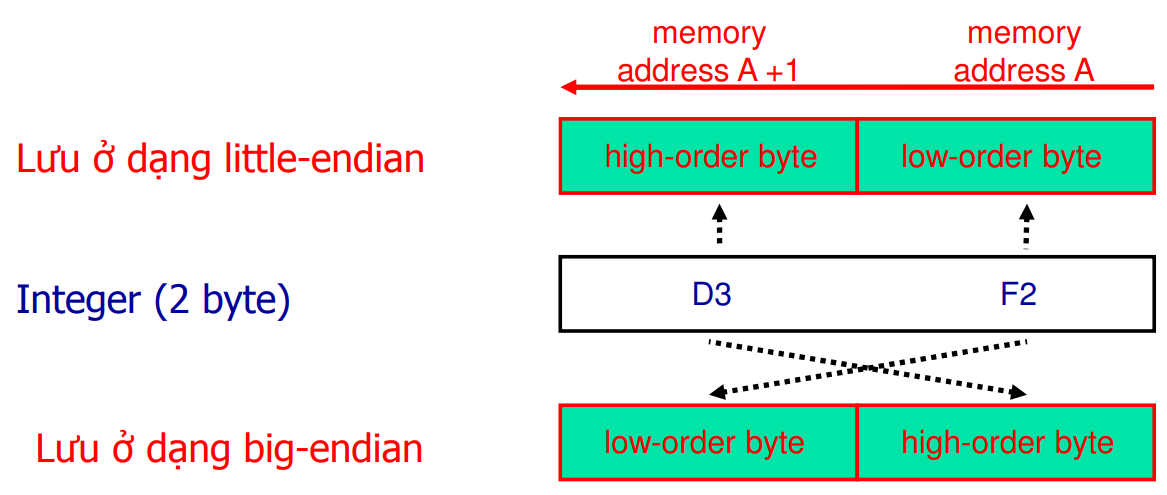 memory
address A +1
memory
address A
Lưu ở dạng little-endian
high-order byte
low-order byte
Integer (2 byte)
D3
F2
Lưu ở dạng big-endian
low-order byte
high-order byte